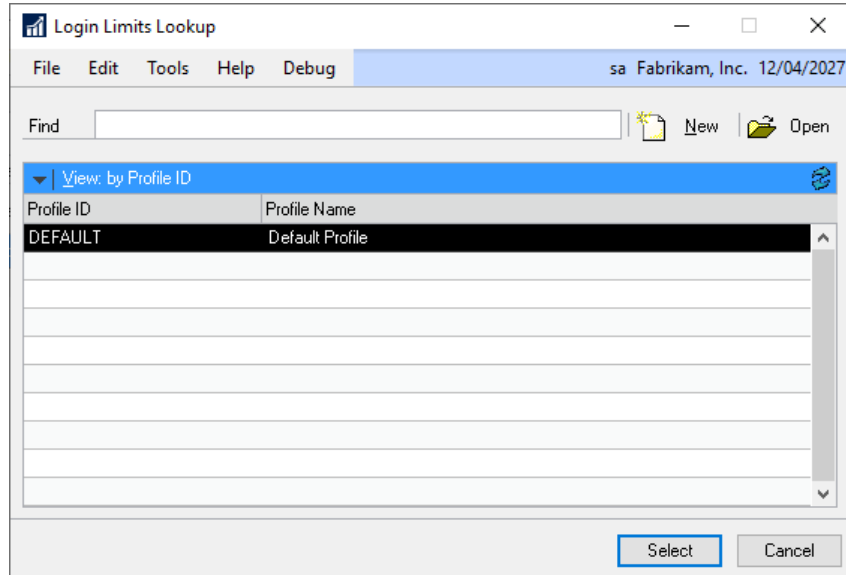 Login Limits Lookup
File Edit Tools Help Debug sa Fabrikam, Inc. 12/04/2027
Find New Open
View: by Profile ID
Profile ID Profile Name
DEFAULT Default Profile
Select Cancel